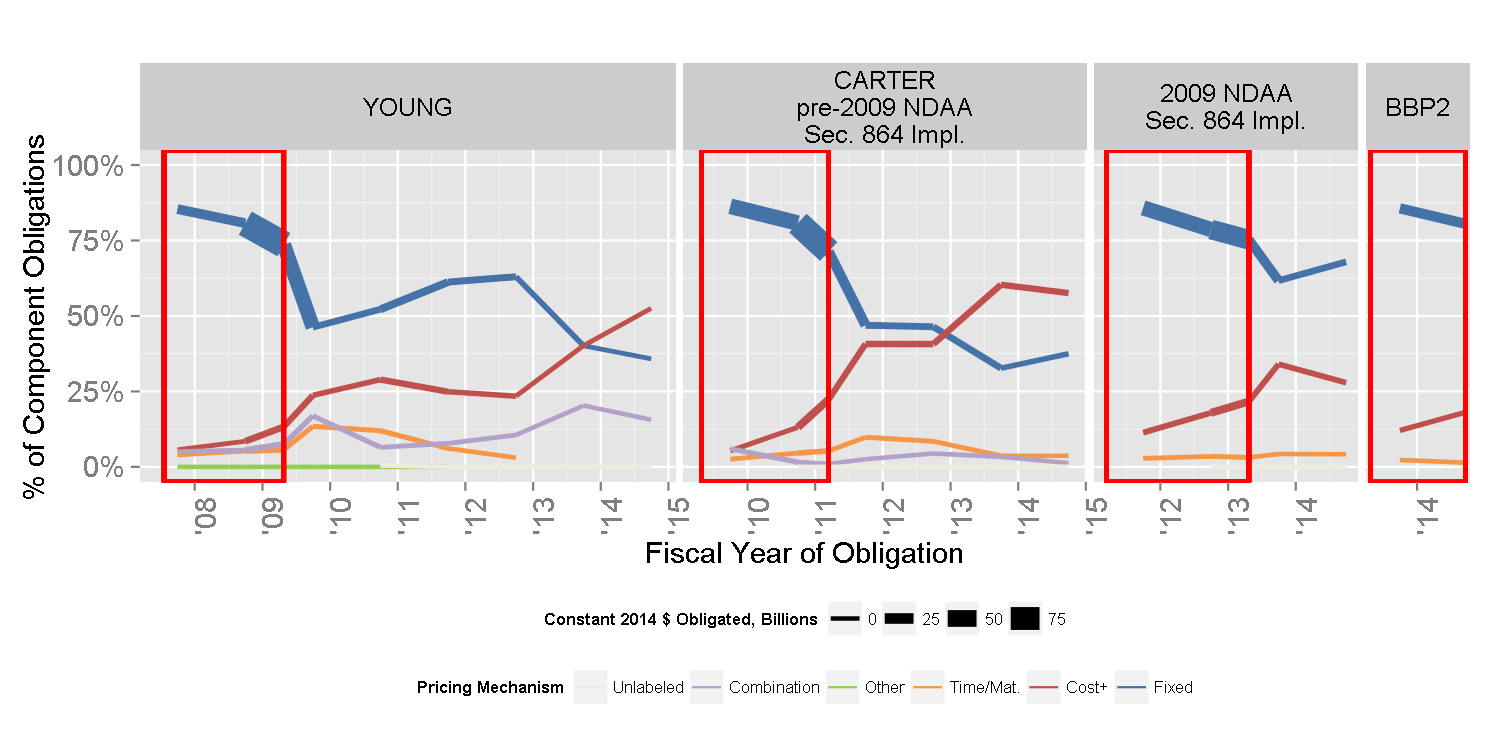 YOUNG
CARTER
pre-2009 NDAA
Sec. 864 Impl.
2009 NDAA
Sec. 864 Impl.
BBP2
% of Component Obligations
100%
75%
50%
25%
0%
'08
'09
'10
'11
'12
'13
'14
'15
'10
'11
'12
'13
'14
'15
'12
'13
'14
'14
Fiscal Year of Obligation
Constant 2014 $ Obligated, Billions 0 25 50 75
Pricing Mechanism Unlabeled Combination Other Time/Mat. Cost+ Fixed